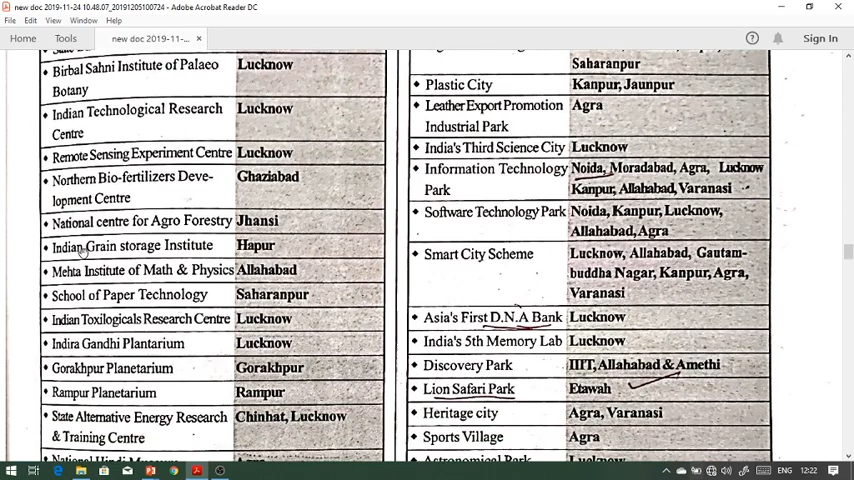 new doc 2019-11-24 10.48.07_20191205100724 - Adobe Acrobat Reader DC
File Edit View Window Help
Home Tools new doc 2019-11-... × Sign In
♦ Birbal Sahni Institute of Palaeo Botany Lucknow
♦ Indian Technological Research Centre Lucknow
♦ Remote Sensing Experiment Centre Lucknow
♦ Northern Bio-fertilizers Deve-lopment Centre Ghaziabad
♦ National centre for Agro Forestry Jhansi
♦ Indian Grain storage Institute Hapur
♦ Mehta Institute of Math & Physics Allahabad
♦ School of Paper Technology Saharanpur
♦ Indian Toxilogicals Research Centre Lucknow
♦ Indira Gandhi Plantarium Lucknow
♦ Gorakhpur Planetarium Gorakhpur
♦ Rampur Planetarium Rampur
♦ State Alternative Energy Research & Training Centre Chinhat, Lucknow
Saharanpur
♦ Plastic City Kanpur, Jaunpur
♦ Leather Export Promotion Industrial Park Agra
♦ India's Third Science City Lucknow
♦ Information Technology Park Noida, Moradabad, Agra, Lucknow Kanpur, Allahabad, Varanasi
♦ Software Technology Park Noida, Kanpur, Lucknow, Allahabad, Agra
♦ Smart City Scheme Lucknow, Allahabad, Gautam-buddha Nagar, Kanpur, Agra, Varanasi
♦ Asia's First D.N.A Bank Lucknow
♦ India's 5th Memory Lab Lucknow
♦ Discovery Park IIIT, Allahabad & Amethi
♦ Lion Safari Park Etawah
♦ Heritage city Agra, Varanasi
♦ Sports Village Agra
♦ Astronomical Park Lucknow
ENG 12:22